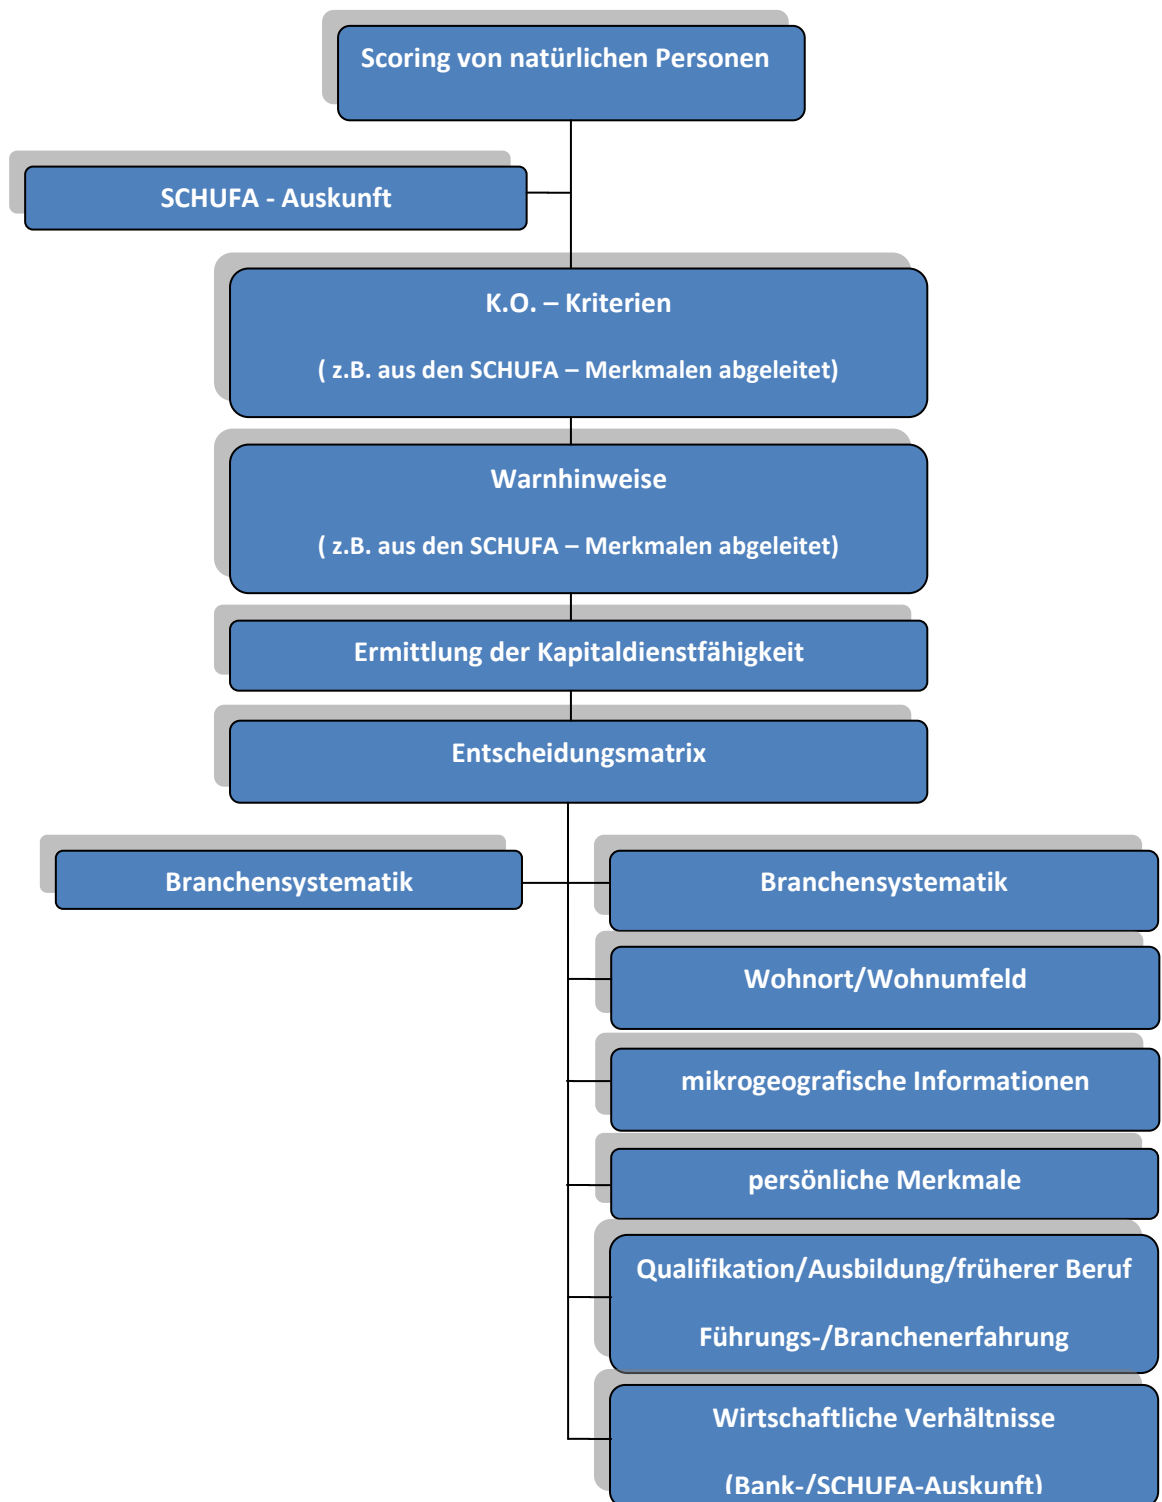 Scoring von natürlichen Personen
SCHUFA - Auskunft
K.O. – Kriterien
( z.B. aus den SCHUFA – Merkmalen abgeleitet)
Warnhinweise
( z.B. aus den SCHUFA – Merkmalen abgeleitet)
Ermittlung der Kapitaldienstfähigkeit
Entscheidungsmatrix
Branchensystematik
Branchensystematik
Wohnort/Wohnumfeld
mikrogeografische Informationen
persönliche Merkmale
Qualifikation/Ausbildung/früherer Beruf
Führungs-/Branchenerfahrung
Wirtschaftliche Verhältnisse
(Bank-/SCHUFA-Auskunft)